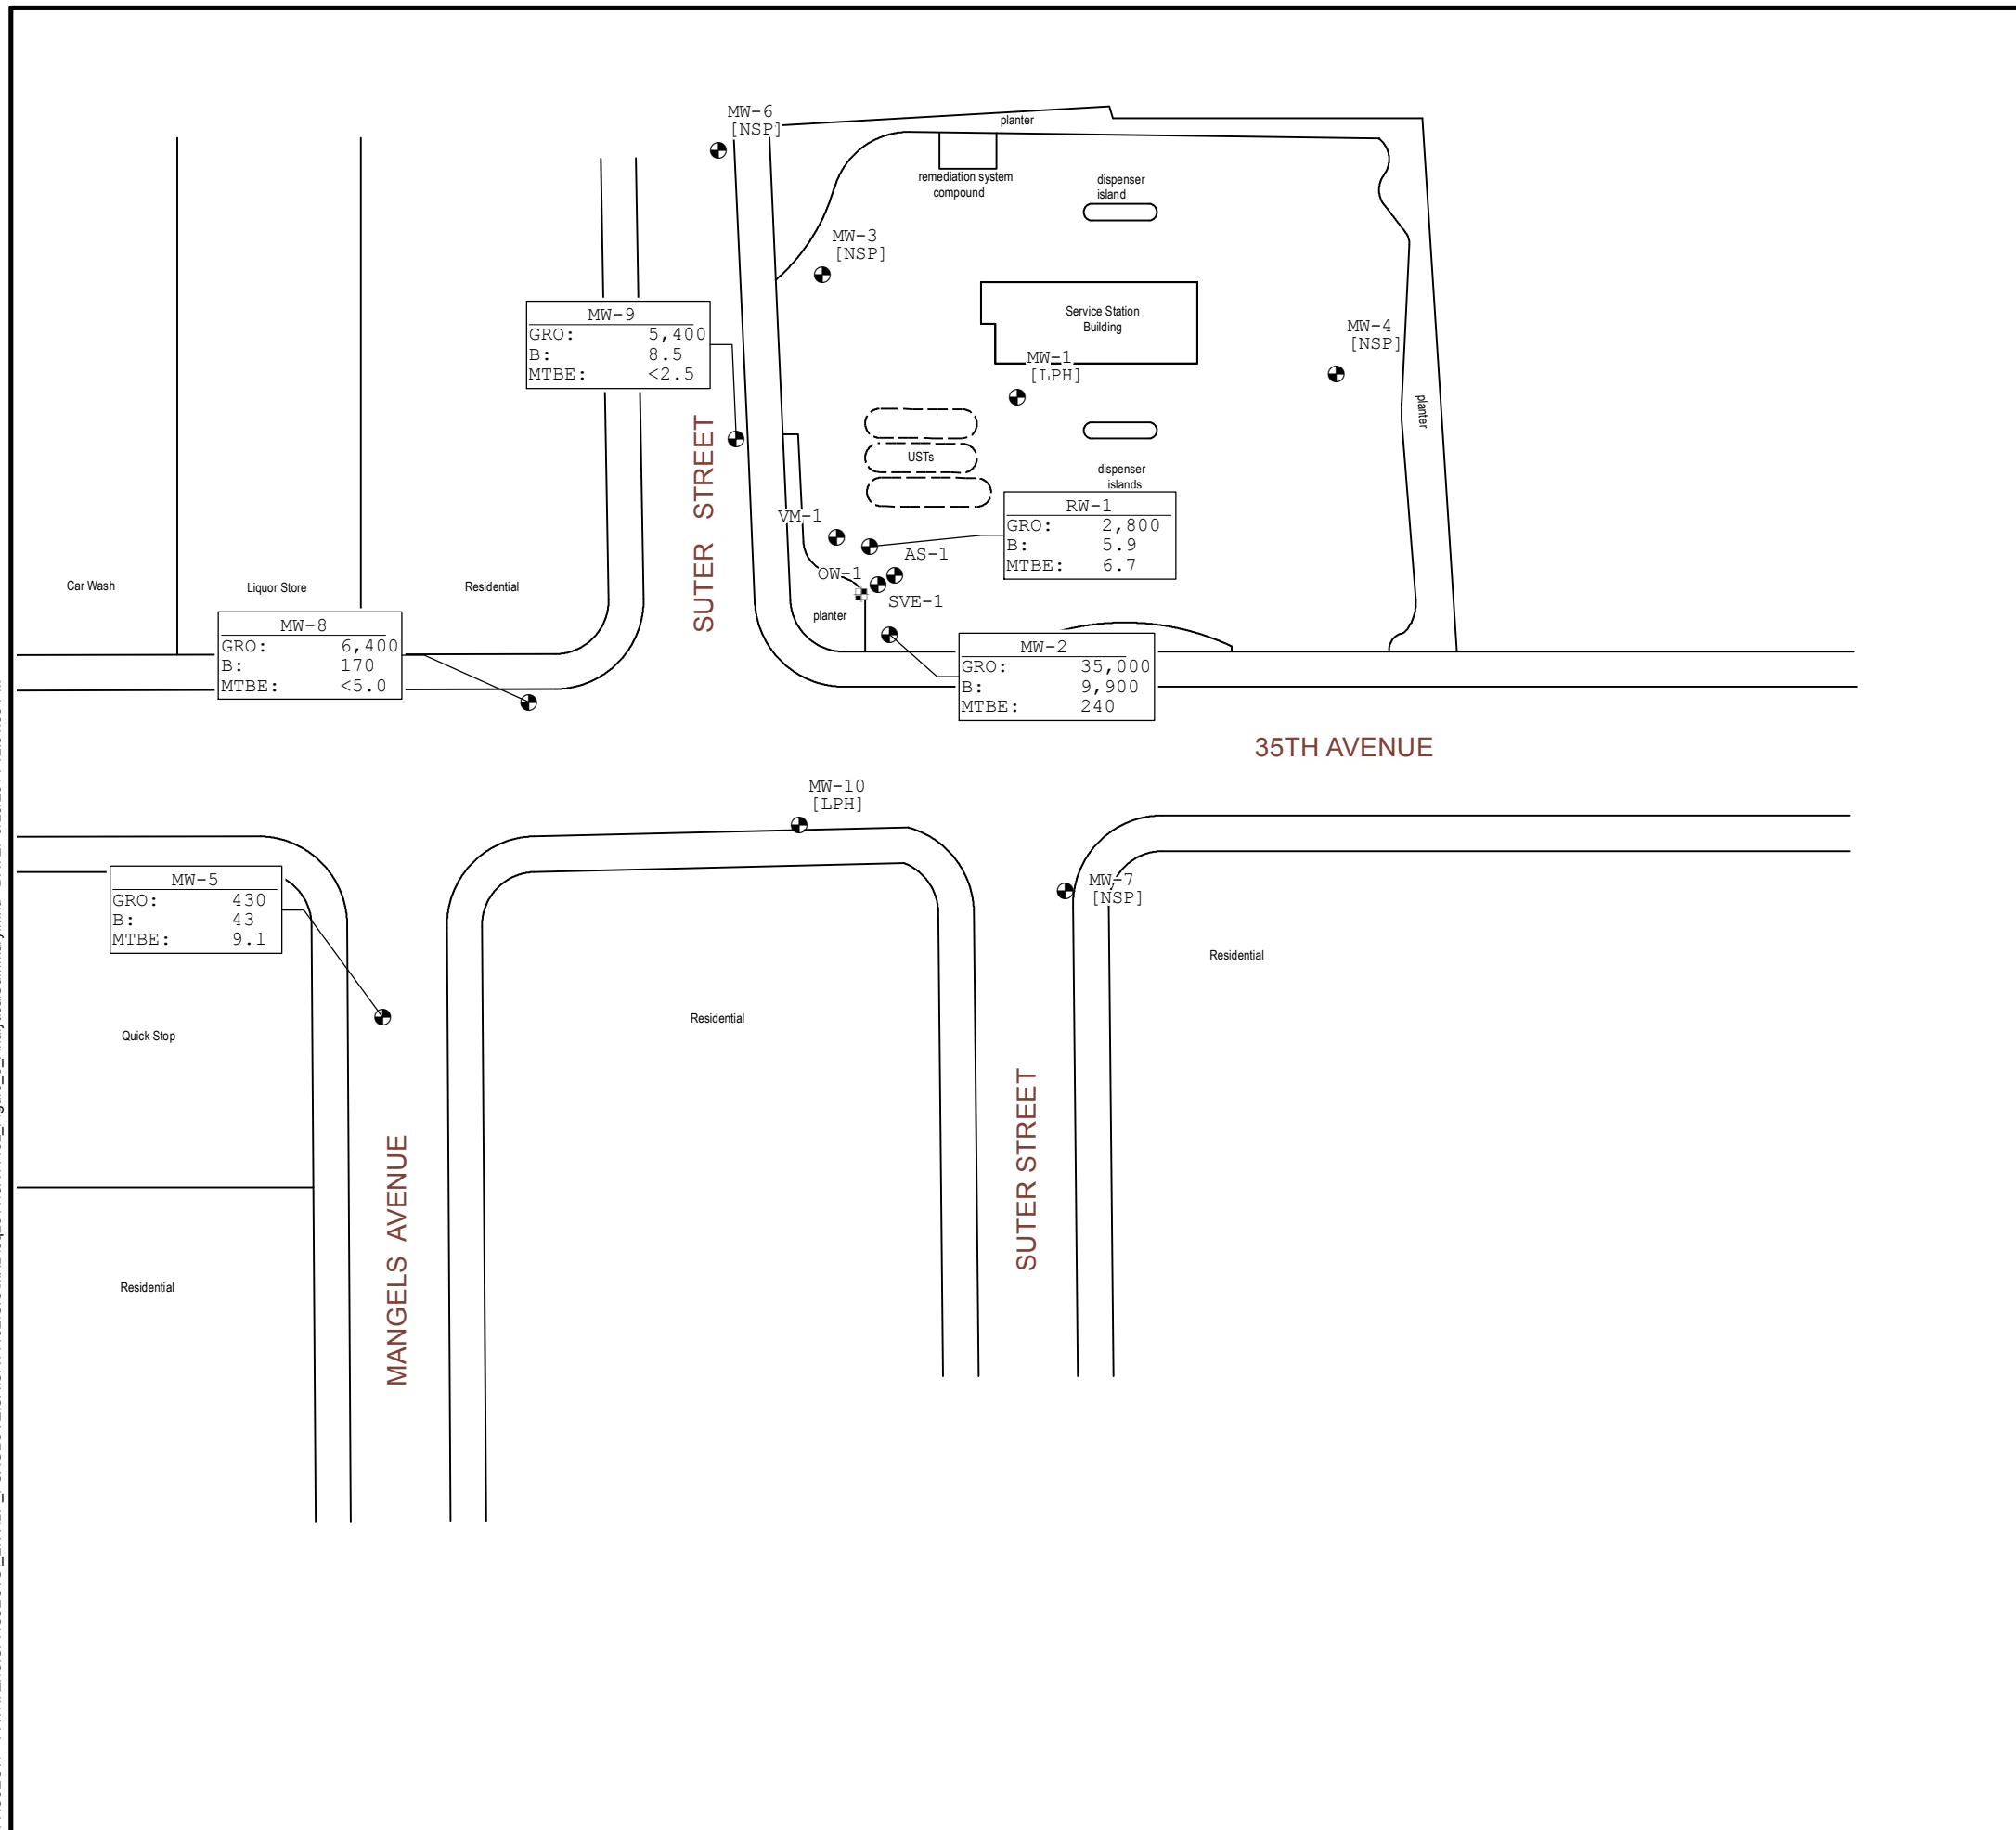 MW-6
[NSP]
planter
remediation system
compound
dispenser
island
MW-3
[NSP]
MW-9
GRO: 5,400
B: 8.5
MTBE: <2.5
Service Station
Building
MW-4
[NSP]
MW-1
[LPH]
planter
SUTER STREET
USTs
dispenser
islands
RW-1
GRO: 2,800
B: 5.9
MTBE: 6.7
VM-1
AS-1
OW-1
SVE-1
planter
Car Wash
Liquor Store
Residential
MW-8
GRO: 6,400
B: 170
MTBE: <5.0
MW-2
GRO: 35,000
B: 9,900
MTBE: 240
35TH AVENUE
MW-10
[LPH]
MW-5
GRO: 430
B: 43
MTBE: 9.1
MW-7
[NSP]
Residential
Quick Stop
Residential
SUTER STREET
MANGELS AVENUE
Residential